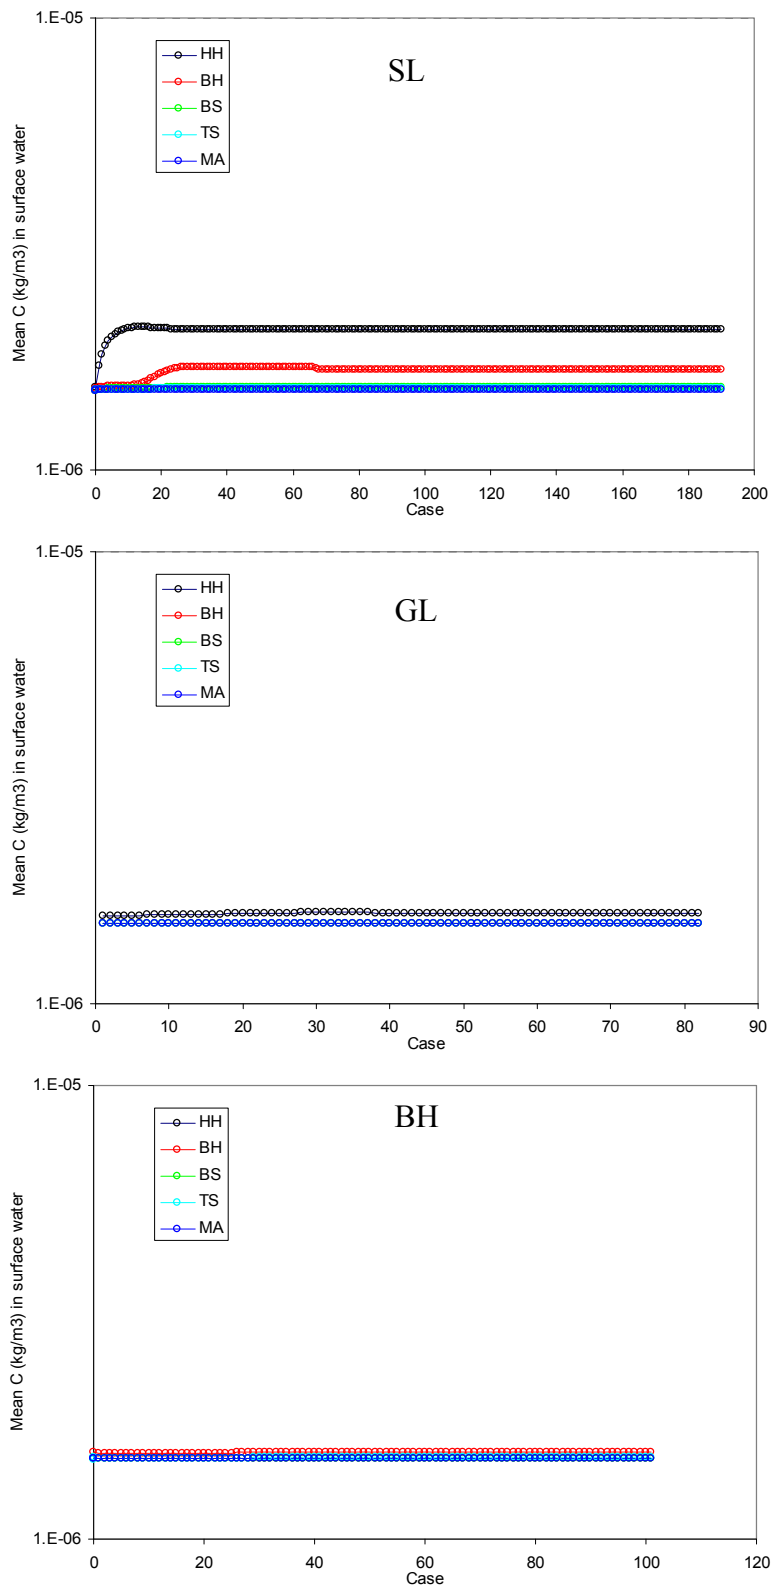 1.E-05
HH
BH
BS
TS
MA
SL
Mean C (kg/m3) in surface water
1.E-06
0 20 40 60 80 100 120 140 160 180 200
Case
1.E-05
HH
BH
BS
TS
MA
GL
Mean C (kg/m3) in surface water
1.E-06
0 10 20 30 40 50 60 70 80 90
Case
1.E-05
HH
BH
BS
TS
MA
BH
Mean C (kg/m3) in surface water
1.E-06
0 20 40 60 80 100 120
Case